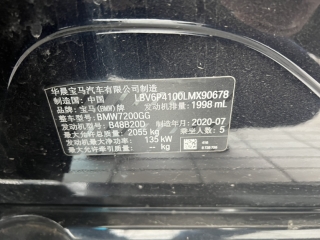 华晨宝马汽车有限公司制造
制造国：中国 LBV6P4100LMX90678
品牌：宝马(BMW)牌 发动机排量：1998 mL
整车型号：BMW7200GG
发动机型号：B48B20D 制造年月：2020-07
最大允许总质量：2055 kg 乘坐人数：5
发动机最大净功率：135 kW
最大允许牵引质量：— kg